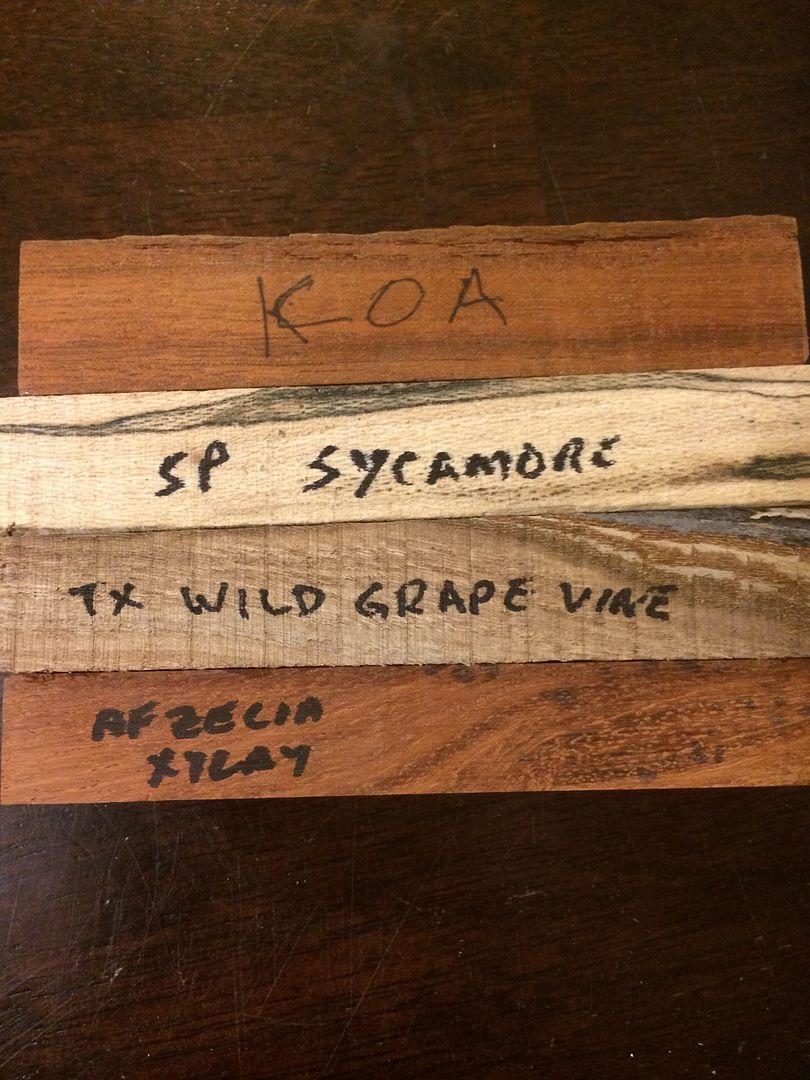 KOA
SP SYCAMORE
TX WILD GRAPE VINE
AFZELIA
XYLAY